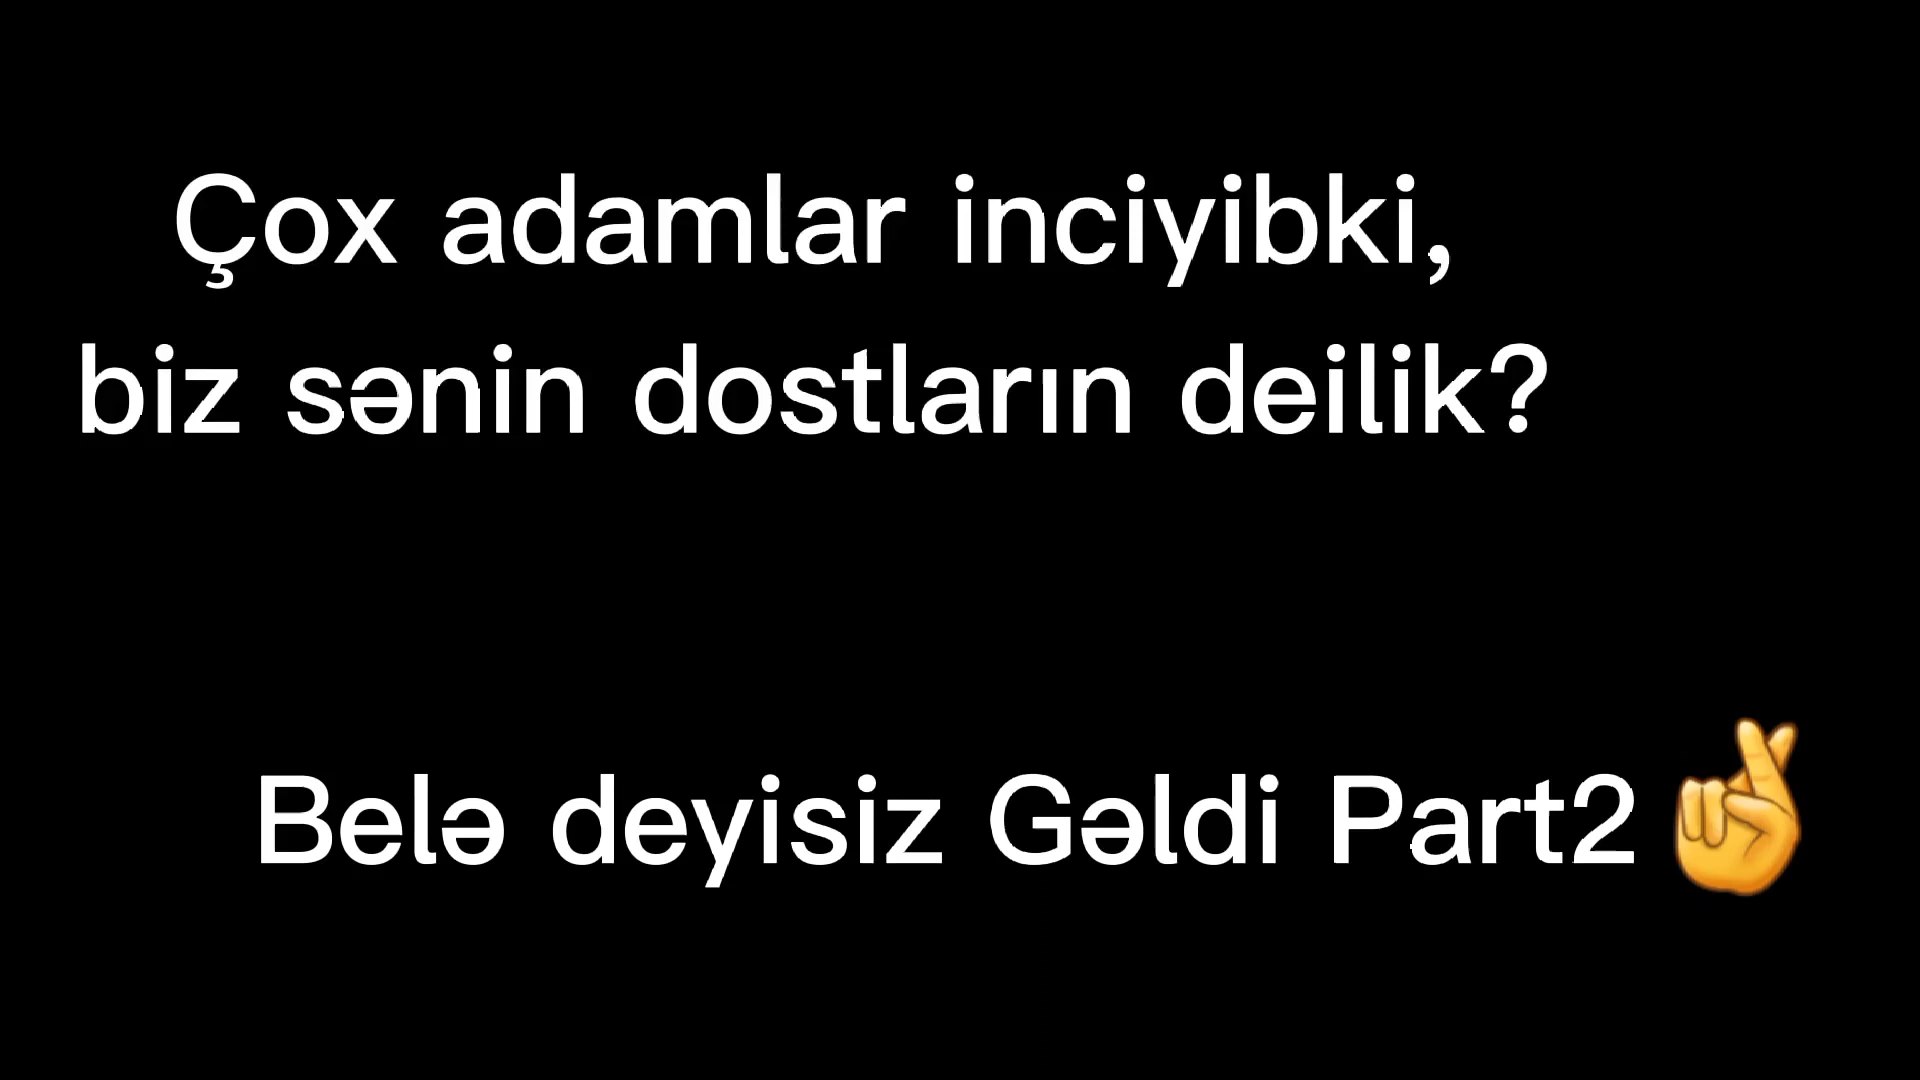 Çox adamlar inciyibki,
biz sənin dostların deilik?
Belə deyisiz Gəldi Part2🤞